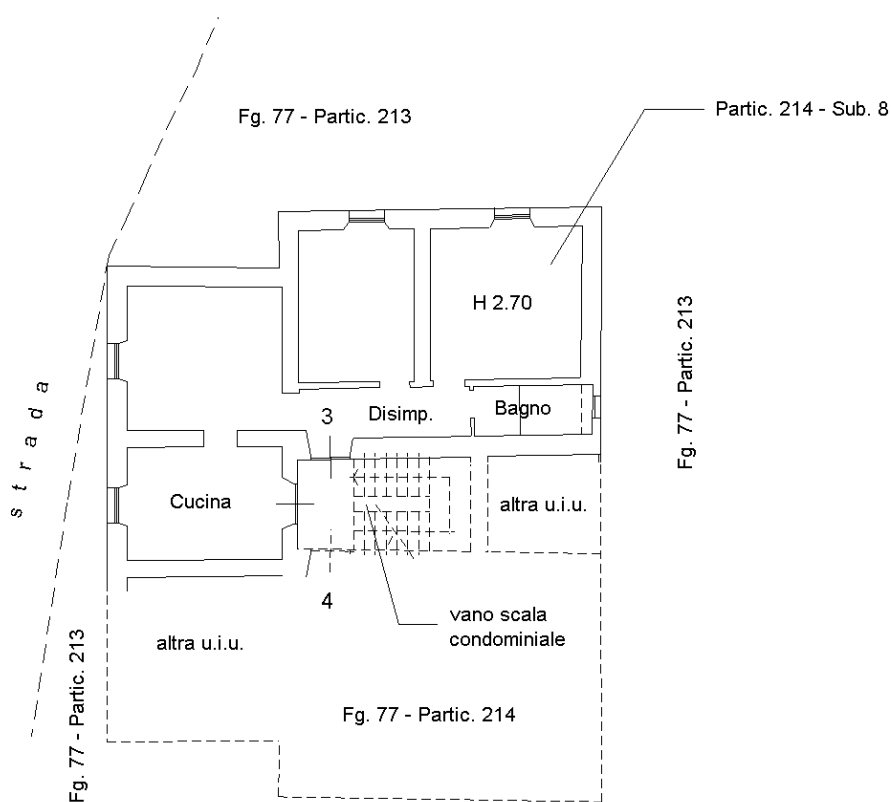 Fg. 77 - Partic. 213
Partic. 214 - Sub. 8
H 2.70
Fg. 77 - Partic. 213
strada
3
Disimp.
Bagno
Cucina
altra u.i.u.
4
vano scala
condominiale
altra u.i.u.
Fg. 77 - Partic. 213
Fg. 77 - Partic. 214